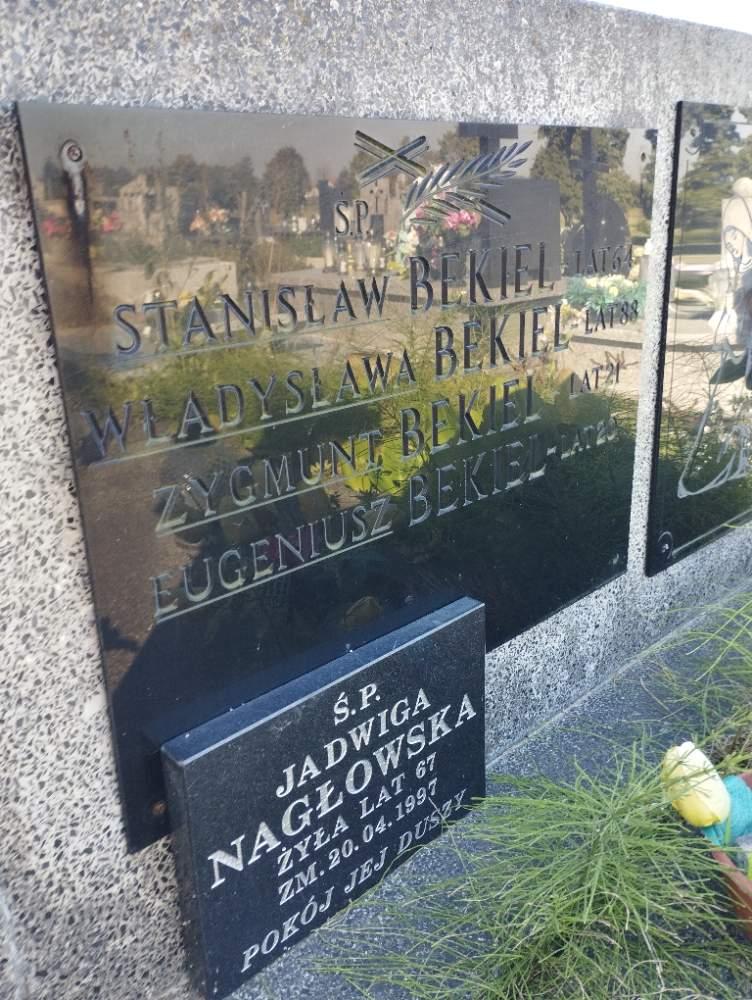 Ś.P.
STANISŁAW BEKIEL - LAT 64
WŁADYSŁAWA BEKIEL LAT 88
ZYGMUNT BEKIEL LAT 21
EUGENIUSZ BEKIEL - LAT
Ś.P.
JADWIGA
NAGŁOWSKA
ŻYŁA LAT 67
ZM. 20.04.1997
POKÓJ JEJ DUSZY